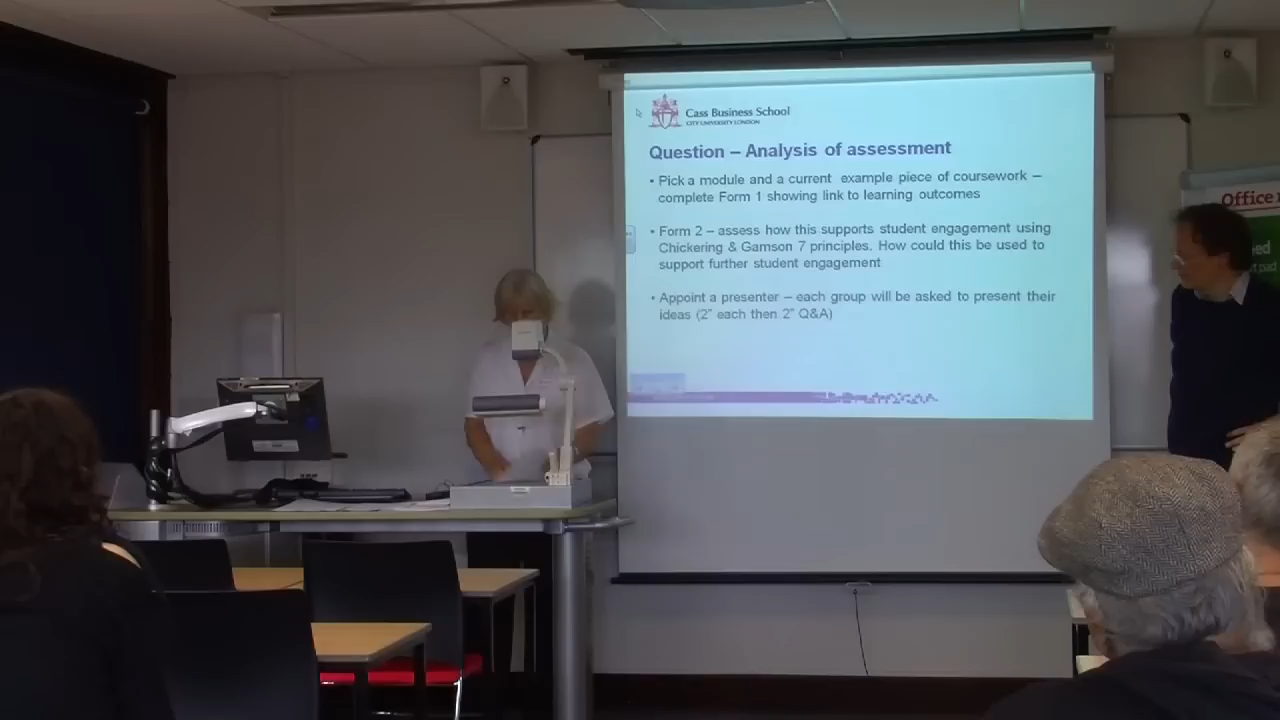 Cass Business School
CITY UNIVERSITY LONDON
Question – Analysis of assessment
• Pick a module and a current example piece of coursework –
complete Form 1 showing link to learning outcomes
• Form 2 – assess how this supports student engagement using
Chickering & Gamson 7 principles. How could this be used to
support further student engagement
• Appoint a presenter – each group will be asked to present their
ideas (2" each then 2" Q&A)
Office